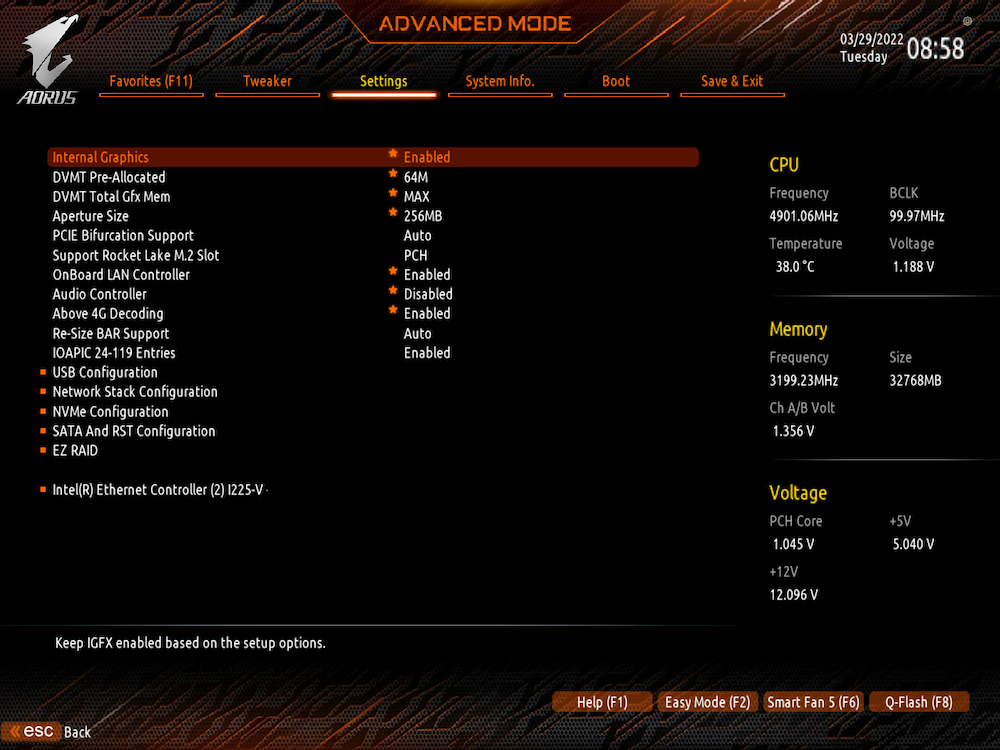 ADVANCED MODE
AORUS
03/29/2022
Tuesday
08:58
Favorites (F11) Tweaker Settings System Info. Boot Save & Exit
Internal Graphics Enabled
DVMT Pre-Allocated 64M
DVMT Total Gfx Mem MAX
Aperture Size 256MB
PCIE Bifurcation Support Auto
Support Rocket Lake M.2 Slot PCH
OnBoard LAN Controller Enabled
Audio Controller Disabled
Above 4G Decoding Enabled
Re-Size BAR Support Auto
IOAPIC 24-119 Entries Enabled
USB Configuration
Network Stack Configuration
NVMe Configuration
SATA And RST Configuration
EZ RAID
Intel(R) Ethernet Controller (2) I225-V ·
CPU
Frequency BCLK
4901.06MHz 99.97MHz
Temperature Voltage
38.0 °C 1.188 V
Memory
Frequency Size
3199.23MHz 32768MB
Ch A/B Volt
1.356 V
Voltage
PCH Core +5V
1.045 V 5.040 V
+12V
12.096 V
Keep IGFX enabled based on the setup options.
Help (F1) Easy Mode (F2) Smart Fan 5 (F6) Q-Flash (F8)
« esc Back